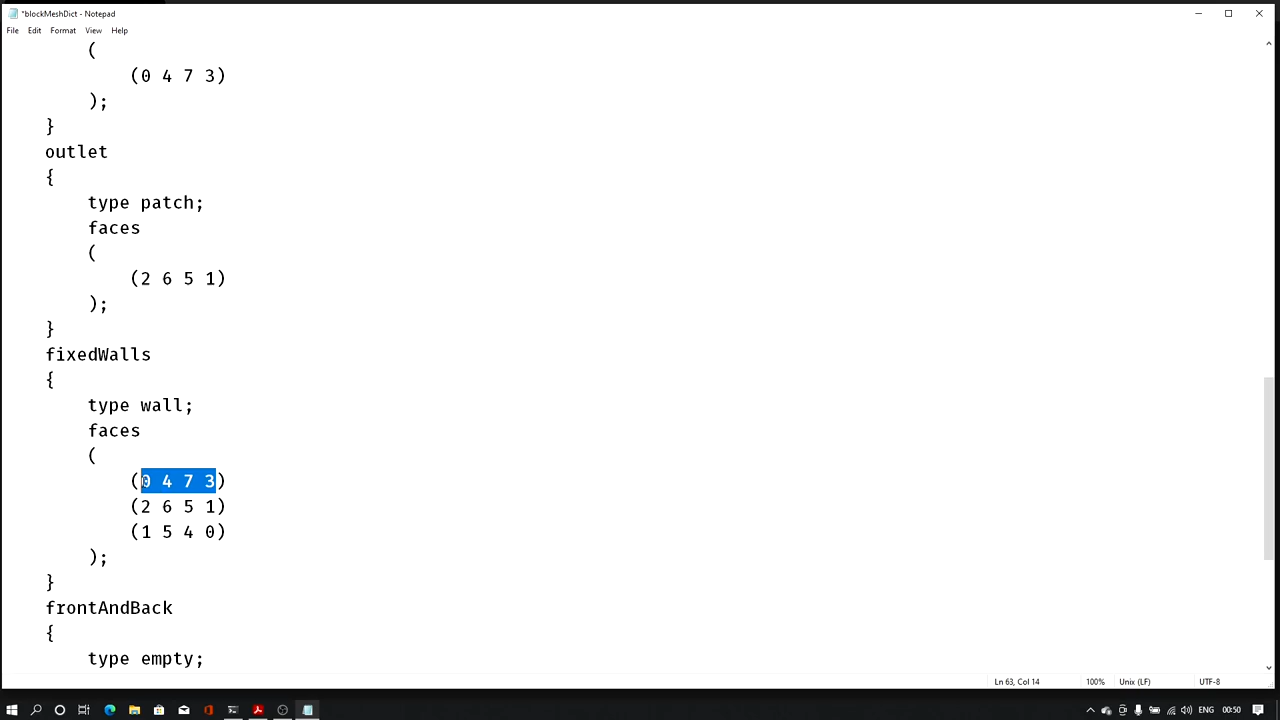 *blockMeshDict - Notepad
File Edit Format View Help
(
(0 4 7 3)
);
}
outlet
{
type patch;
faces
(
(2 6 5 1)
);
}
fixedWalls
{
type wall;
faces
(
(0 4 7 3)
(2 6 5 1)
(1 5 4 0)
);
}
frontAndBack
{
type empty;
Ln 63, Col 14 100% Unix (LF) UTF-8
ENG 00:50